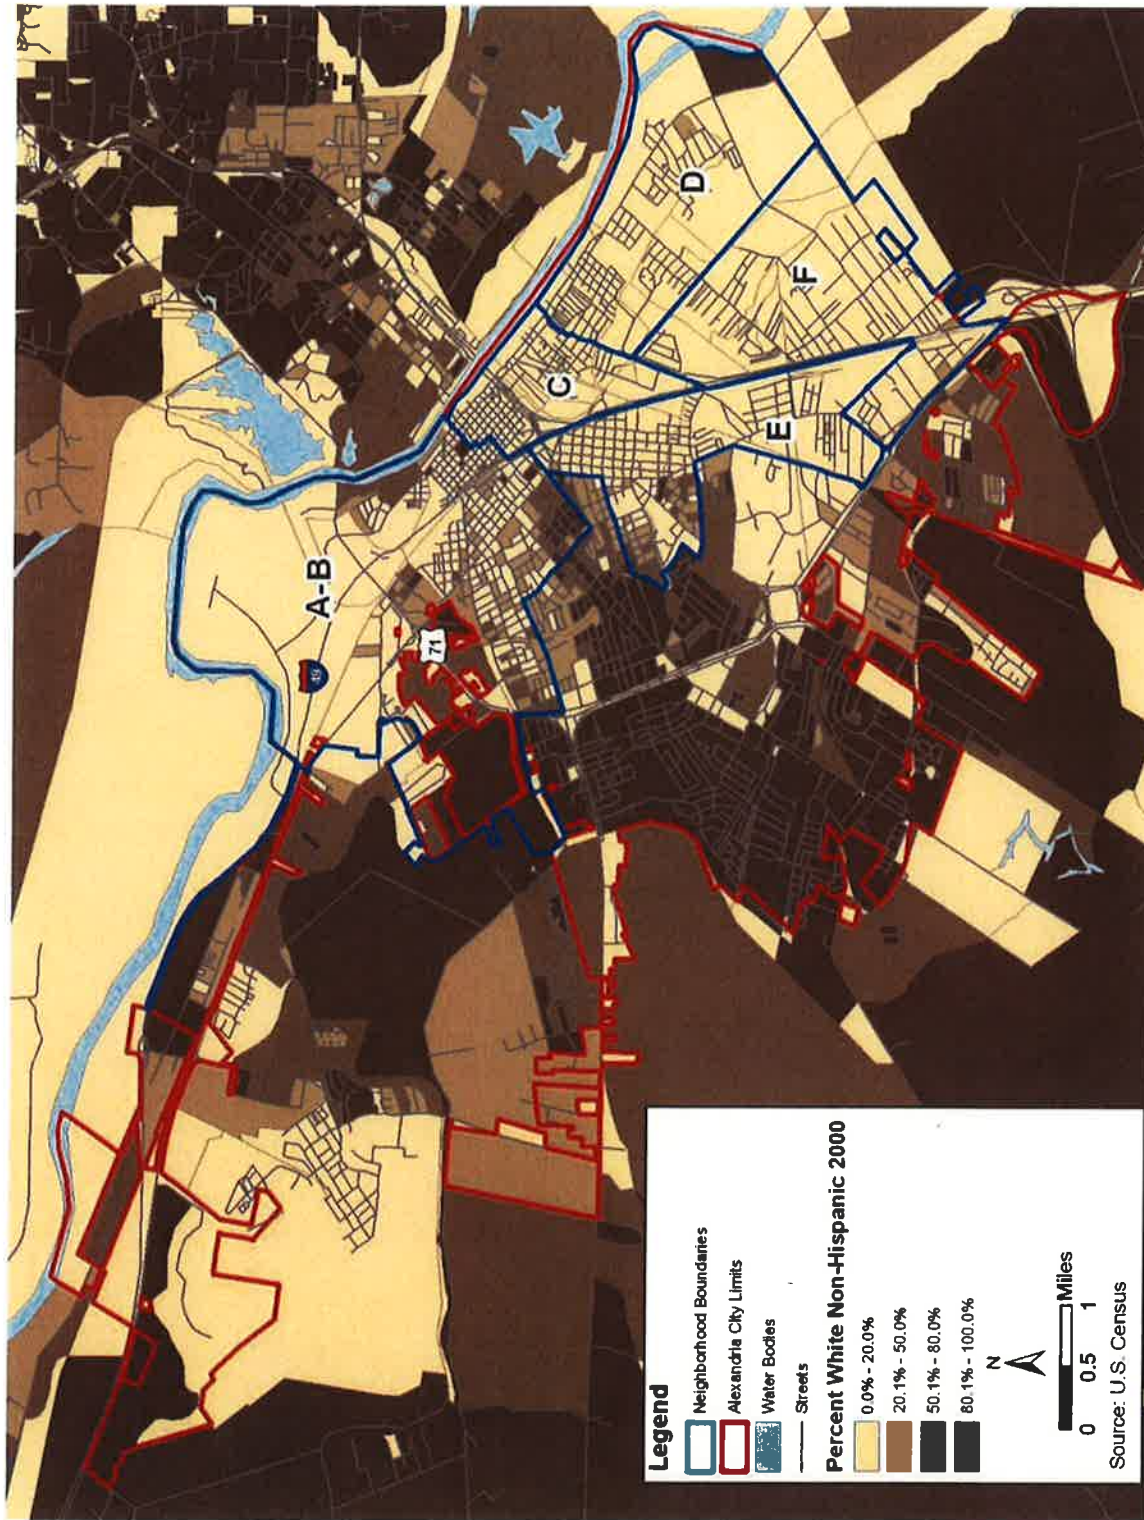 A-B
49
71
C
D
E
F
Legend
Neighborhood Boundaries
Alexandria City Limits
Water Bodies
Streets
Percent White Non-Hispanic 2000
0.0% - 20.0%
20.1% - 50.0%
50.1% - 80.0%
80.1% - 100.0%
N
0 0.5 1 Miles
Source: U.S. Census